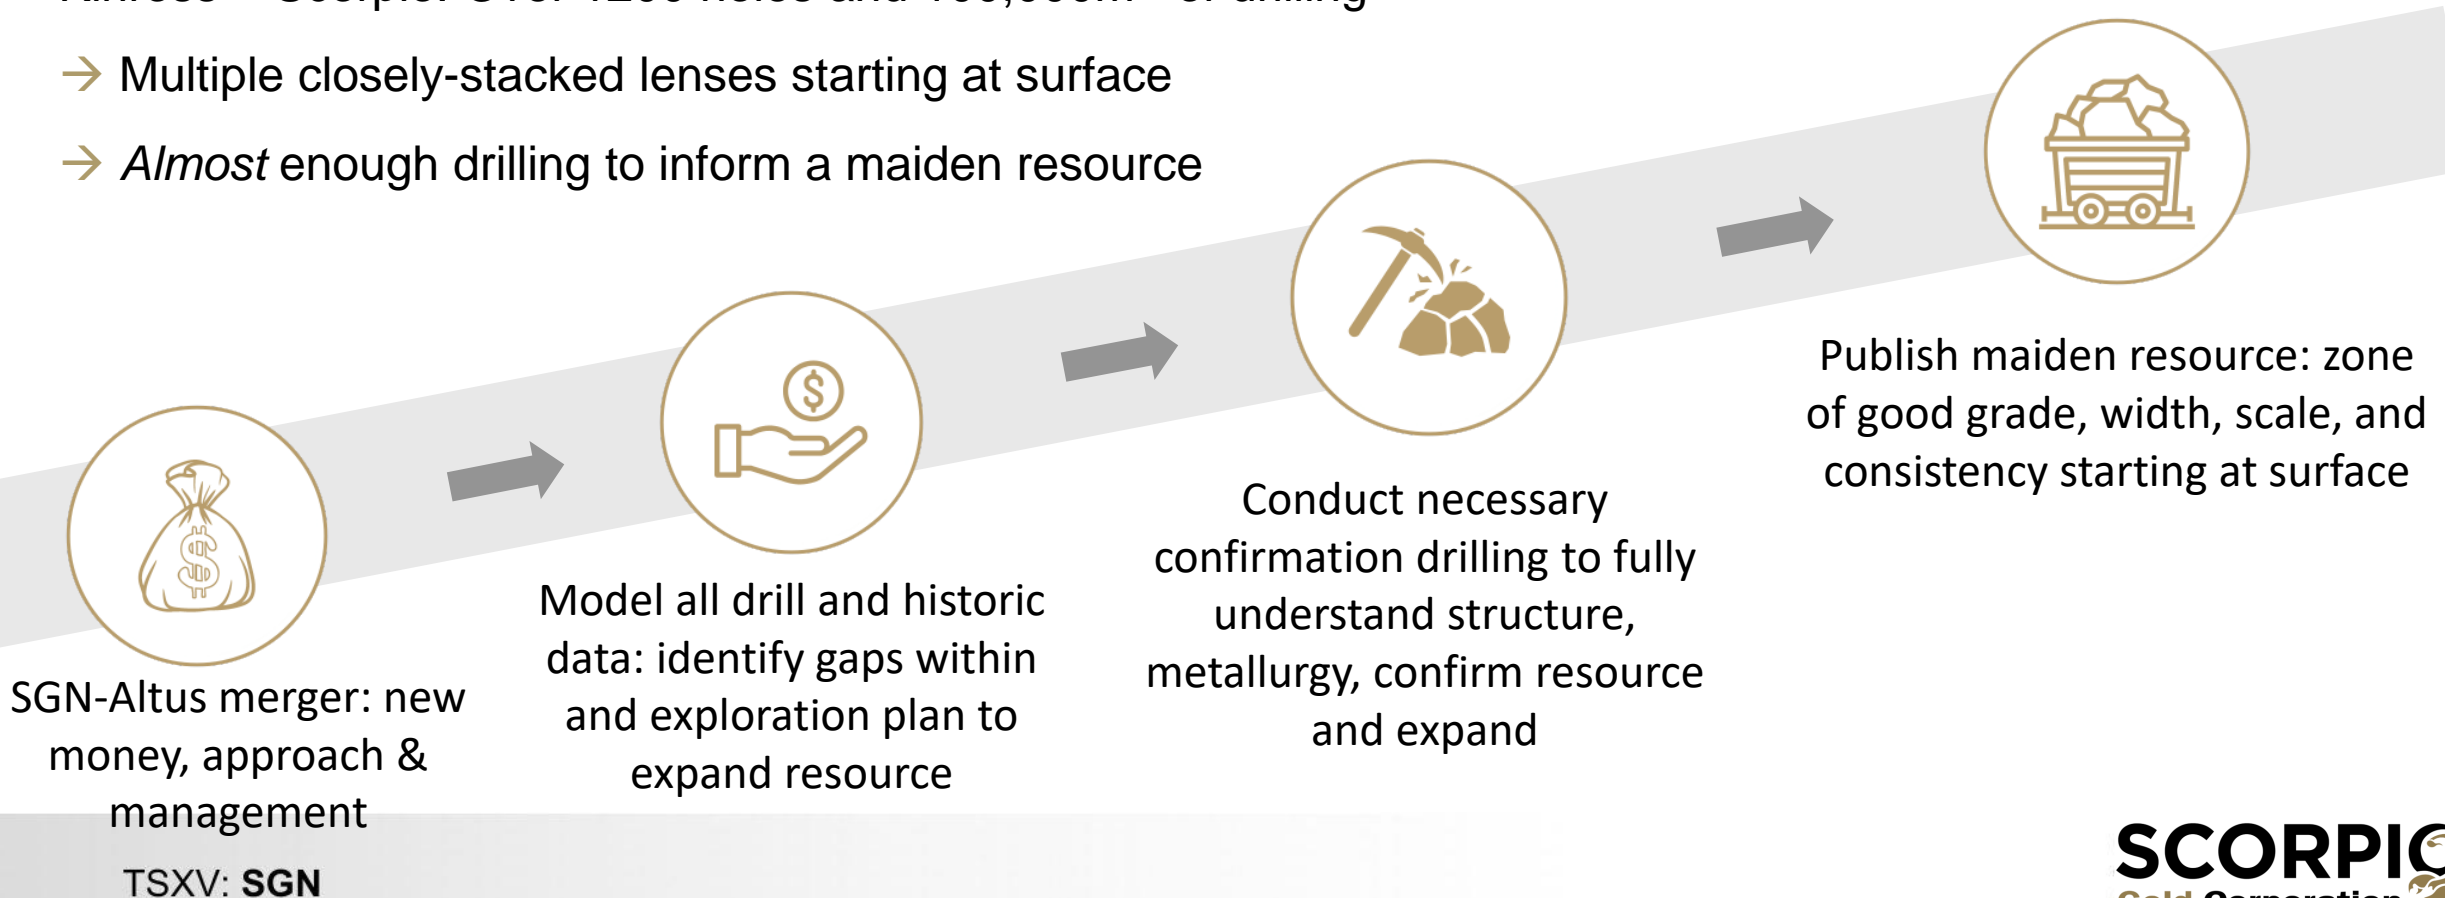 → Multiple closely-stacked lenses starting at surface
→ Almost enough drilling to inform a maiden resource
SGN-Altus merger: new
money, approach &
management
Model all drill and historic
data: identify gaps within
and exploration plan to
expand resource
Conduct necessary
confirmation drilling to fully
understand structure,
metallurgy, confirm resource
and expand
Publish maiden resource: zone
of good grade, width, scale, and
consistency starting at surface
TSXV: SGN
Gold Corporation